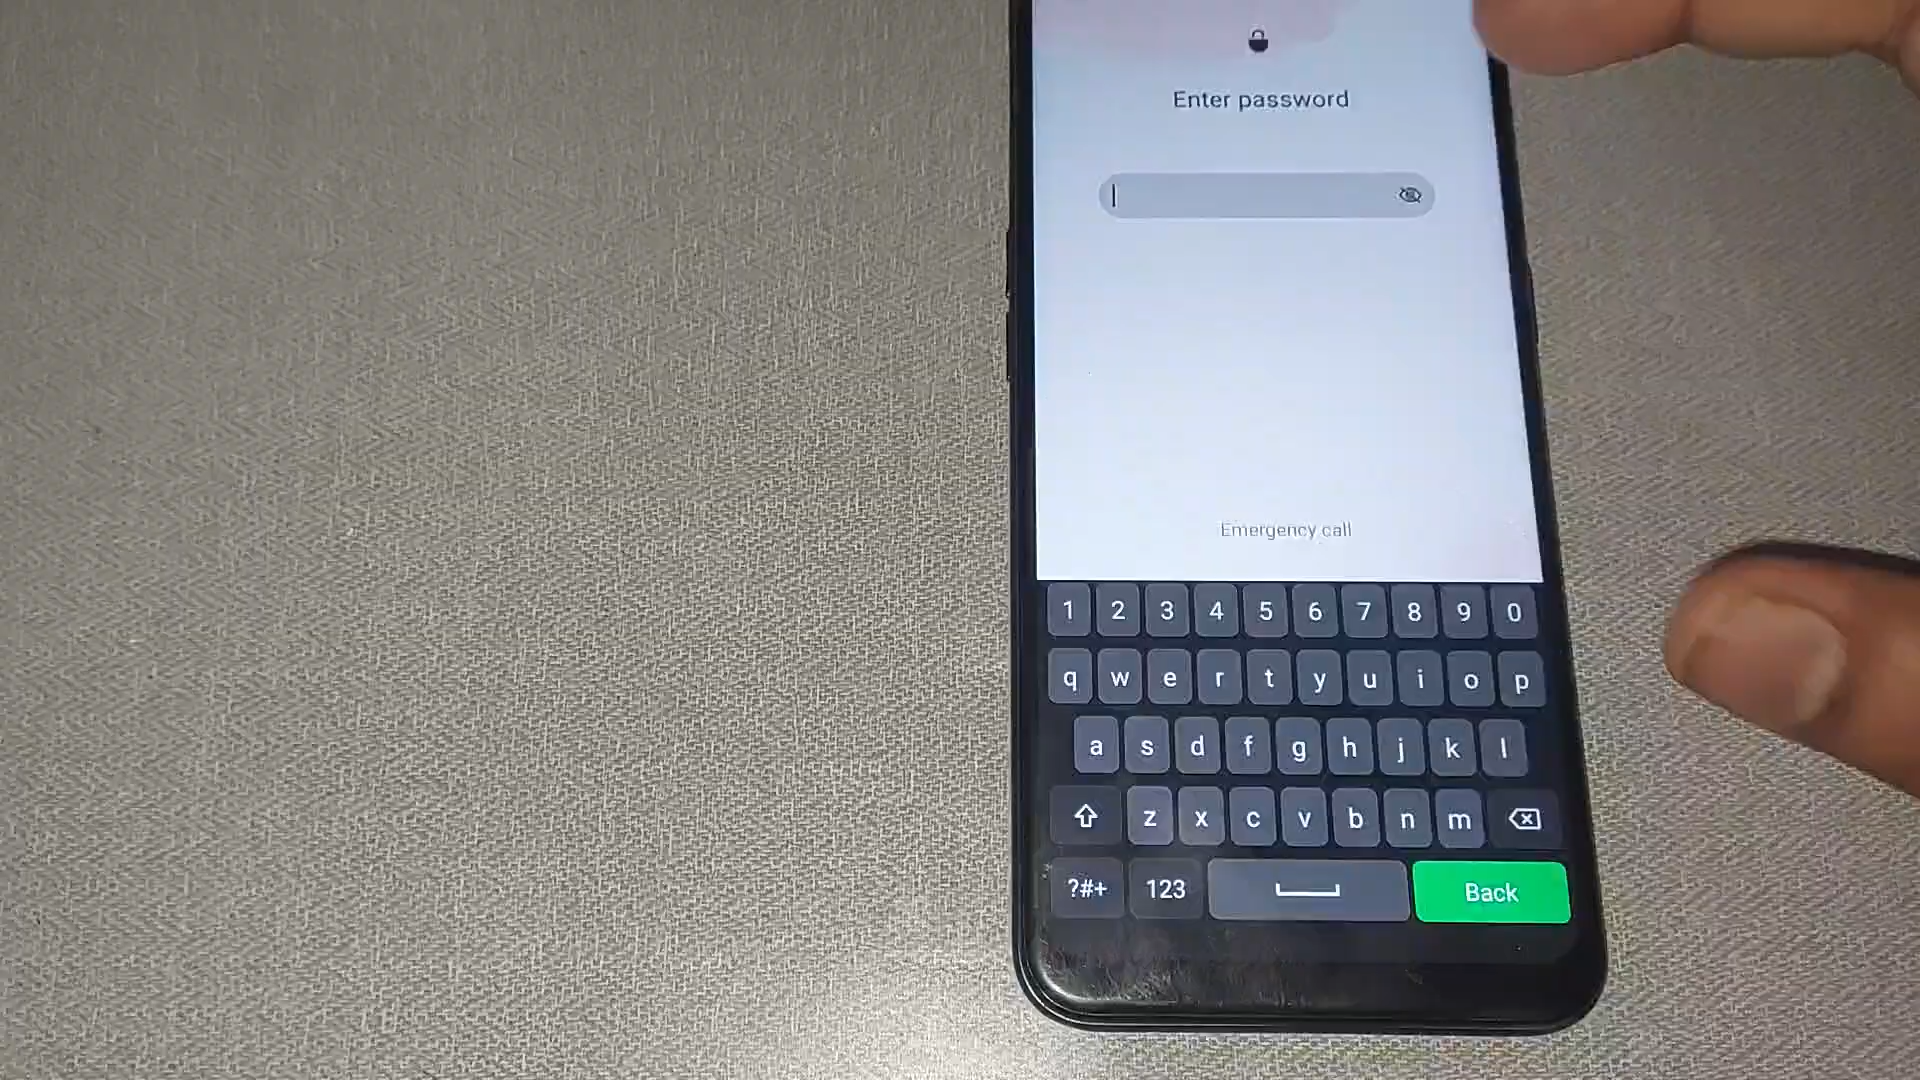 Enter password
Emergency call
1 2 3 4 5 6 7 8 9 0
q w e r t y u i o p
a s d f g h j k l
z x c v b n m
?#+ 123 Back